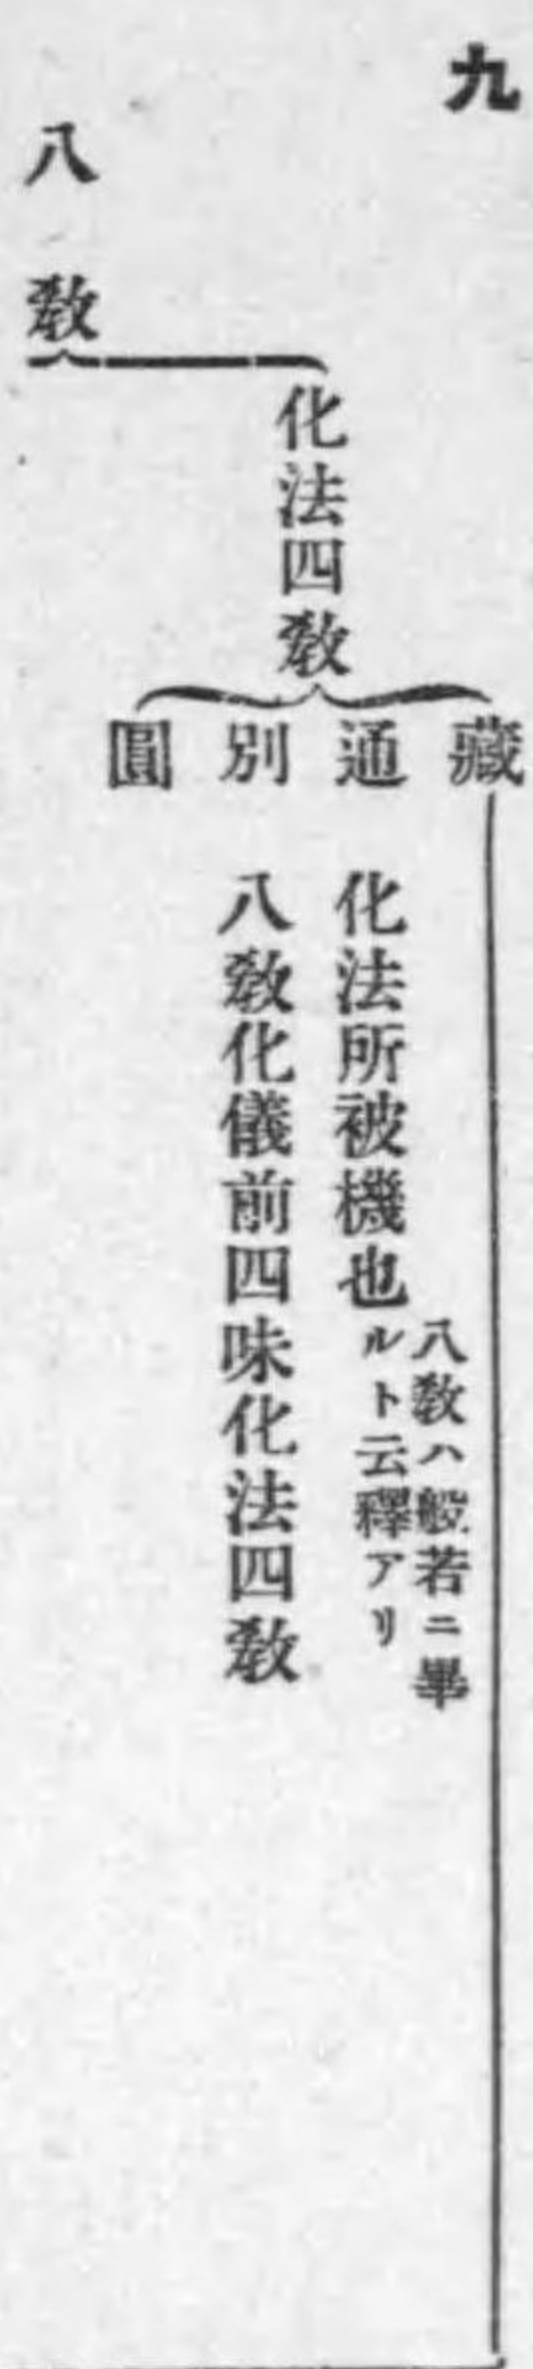 九
八教
化法四教
藏
通
別
圓
化法所被機也
八教ハ般若ニ畢
ルト云釋アリ
八教化儀前四味化法四教